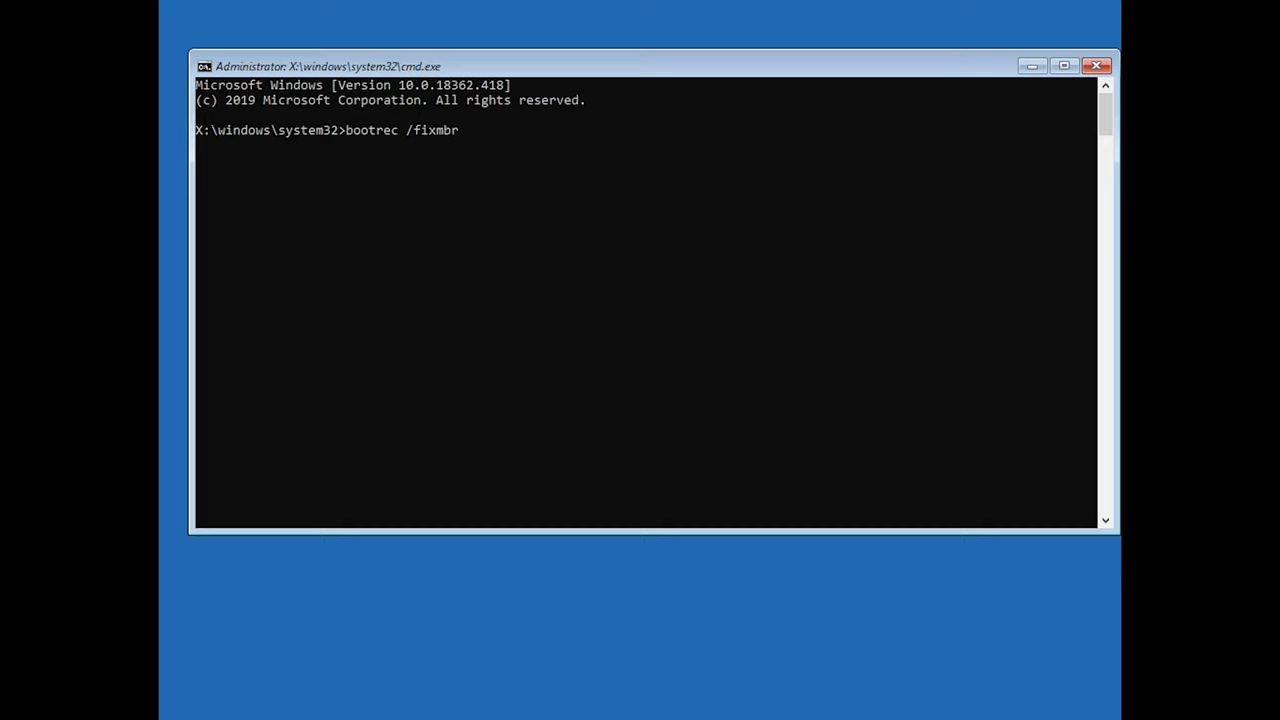 Administrator: X:\windows\system32\cmd.exe
Microsoft Windows [Version 10.0.18362.418]
(c) 2019 Microsoft Corporation. All rights reserved.
X:\windows\system32>bootrec /fixmbr